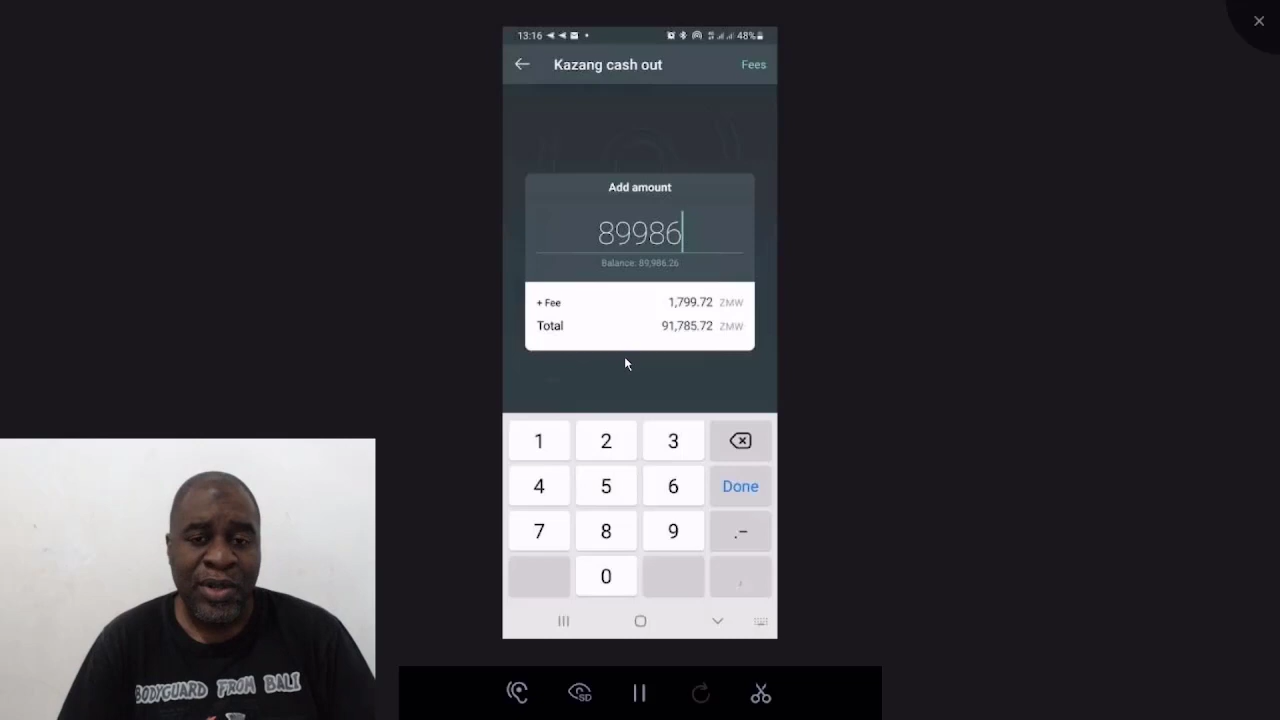 13:16 48%
Kazang cash out Fees
Add amount
89986
Balance: 89,986.26
+ Fee 1,799.72 ZMW
Total 91,785.72 ZMW
1 2 3
4 5 6 Done
7 8 9 .-
0 ,
BODYGUARD FROM BALI
SD